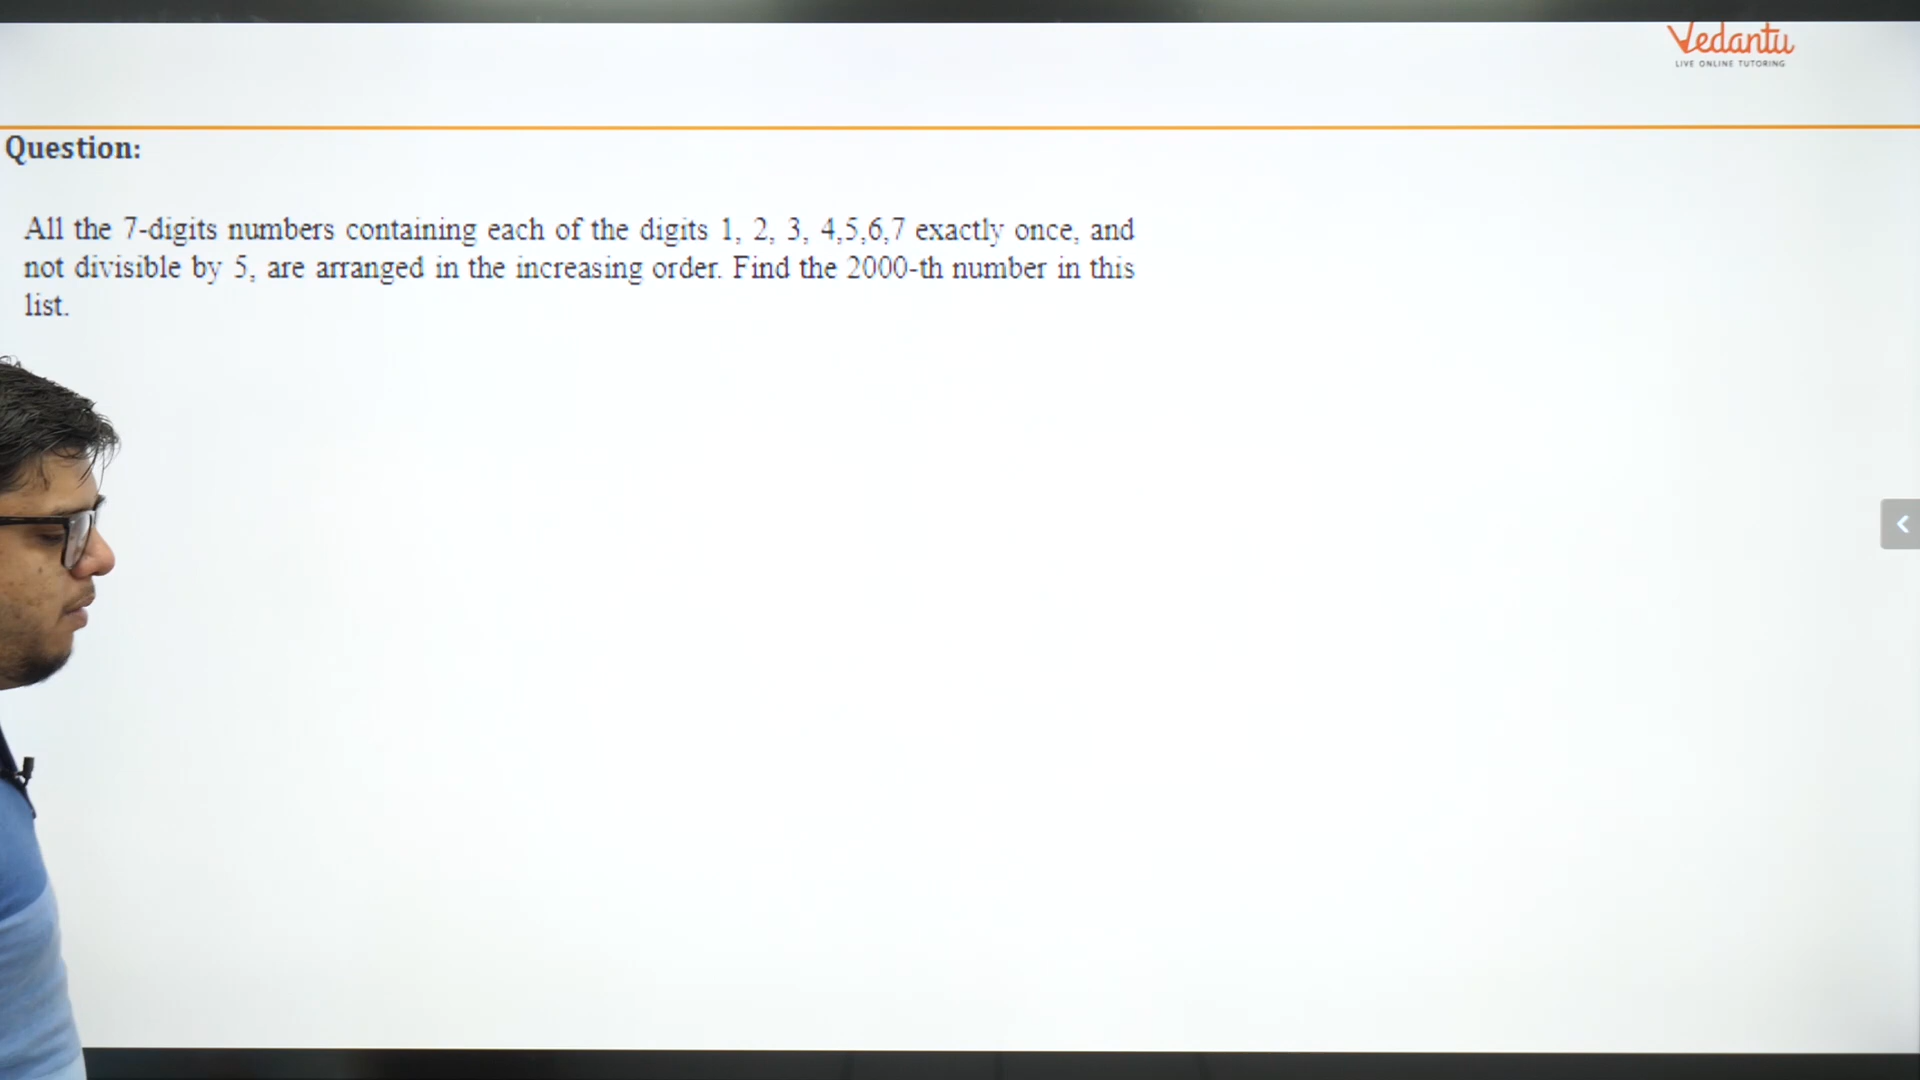 Vedantu
LIVE ONLINE TUTORING
Question:
All the 7-digits numbers containing each of the digits 1, 2, 3, 4,5,6,7 exactly once, and
not divisible by 5, are arranged in the increasing order. Find the 2000-th number in this
list.